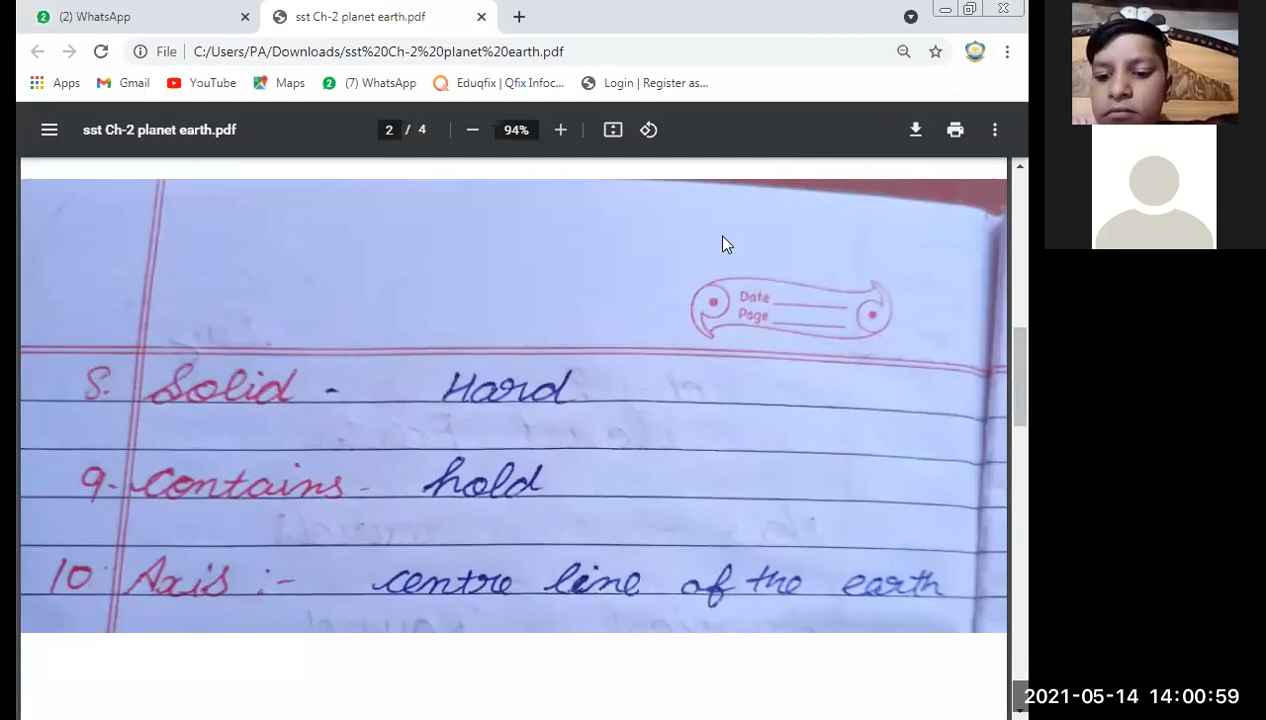 (2) WhatsApp
sst Ch-2 planet earth.pdf
File C:/Users/PA/Downloads/sst%20Ch-2%20planet%20earth.pdf
Apps Gmail YouTube Maps (7) WhatsApp Eduqfix | Qfix Infoc... Login | Register as...
sst Ch-2 planet earth.pdf 2 / 4 94%
Date
Page
8. Solid - Hard
9. Contains - hold
10 Axis :- centre line of the earth
2021-05-14 14:00:59